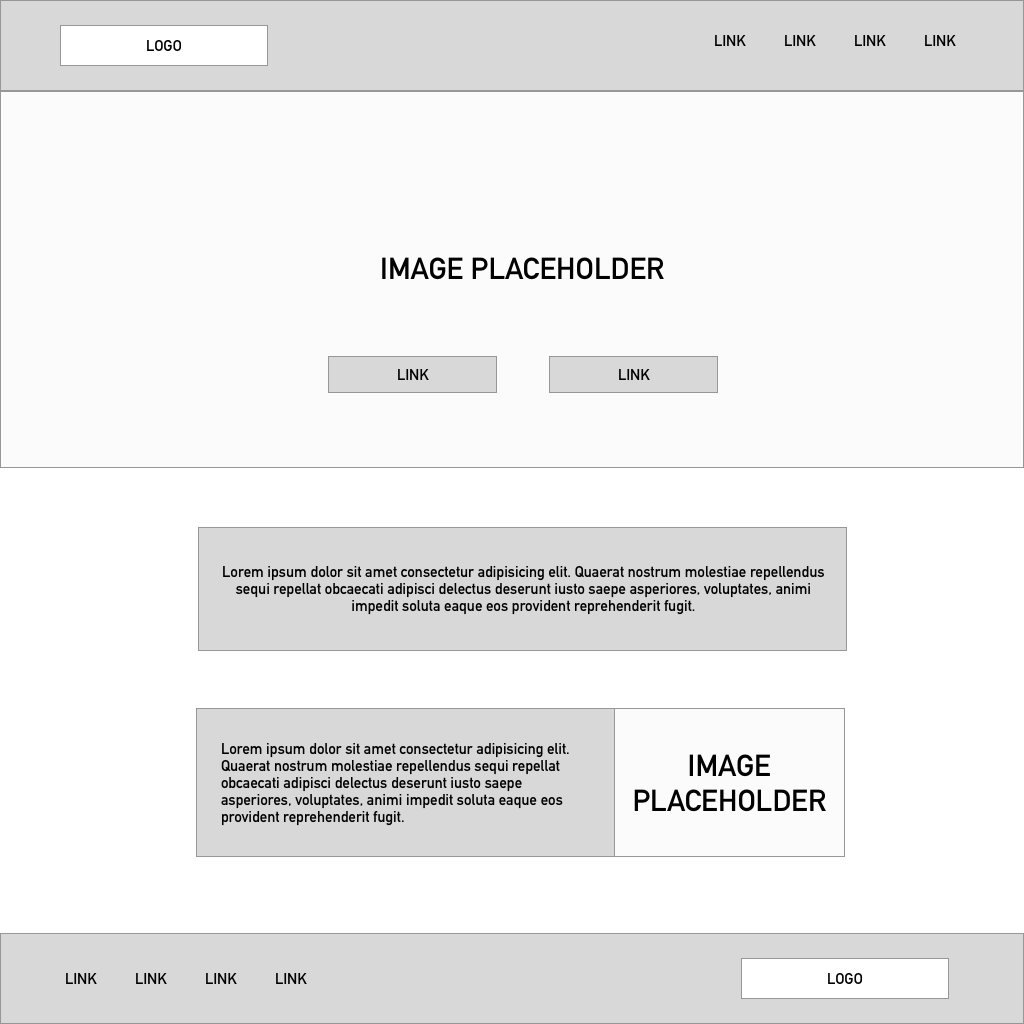 LOGO
LINK LINK LINK LINK
IMAGE PLACEHOLDER
LINK
LINK
Lorem ipsum dolor sit amet consectetur adipisicing elit. Quaerat nostrum molestiae repellendus
sequi repellat obcaecati adipisci delectus deserunt iusto saepe asperiores, voluptates, animi
impedit soluta eaque eos provident reprehenderit fugit.
Lorem ipsum dolor sit amet consectetur adipisicing elit.
Quaerat nostrum molestiae repellendus sequi repellat
obcaecati adipisci delectus deserunt iusto saepe
asperiores, voluptates, animi impedit soluta eaque eos
provident reprehenderit fugit.
IMAGE
PLACEHOLDER
LINK LINK LINK LINK
LOGO